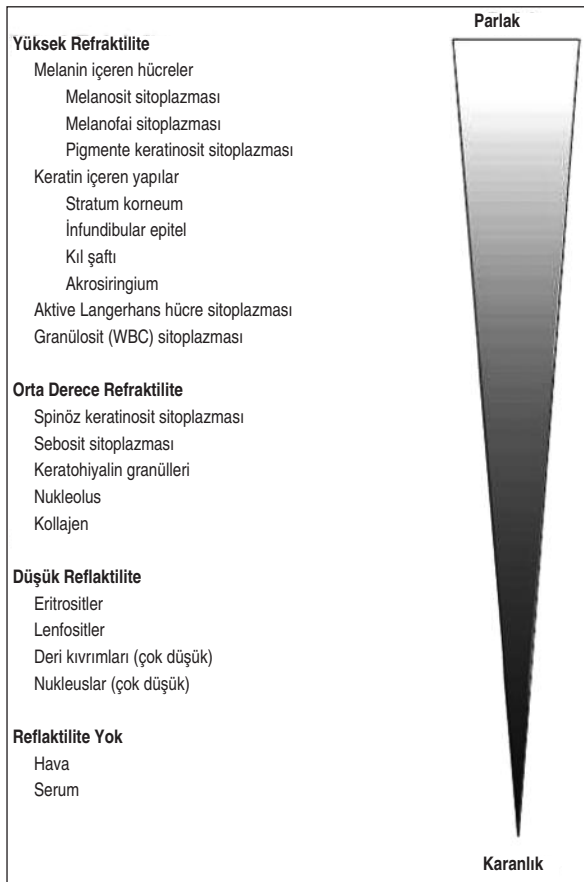 Parlak
Yüksek Refraktilite
Melanin içeren hücreler
Melanosit sitoplazması
Melanofai sitoplazması
Pigmente keratinosit sitoplazması
Keratin içeren yapılar
Stratum korneum
İnfundibular epitel
Kıl şaftı
Akrosiringium
Aktive Langerhans hücre sitoplazması
Granülosit (WBC) sitoplazması
Orta Derece Refraktilite
Spinöz keratinosit sitoplazması
Sebosit sitoplazması
Keratohiyalin granülleri
Nukleolus
Kollajen
Düşük Reflaktilite
Eritrositler
Lenfositler
Deri kıvrımları (çok düşük)
Nukleuslar (çok düşük)
Reflaktilite Yok
Hava
Serum
Karanlık